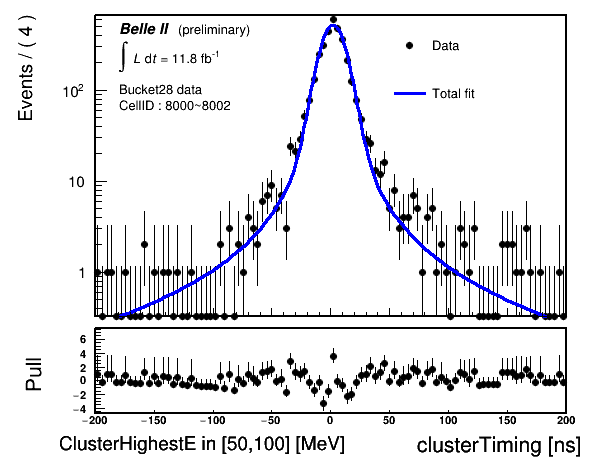 Events / ( 4 )
10²
10
1
Belle II (preliminary)
∫ L dt = 11.8 fb⁻¹
Bucket28 data
CellID : 8000~8002
Data
Total fit
Pull
6
4
2
0
−2
−4
−200 −150 −100 −50 0 50 100 150 200
ClusterHighestE in [50,100] [MeV] clusterTiming [ns]